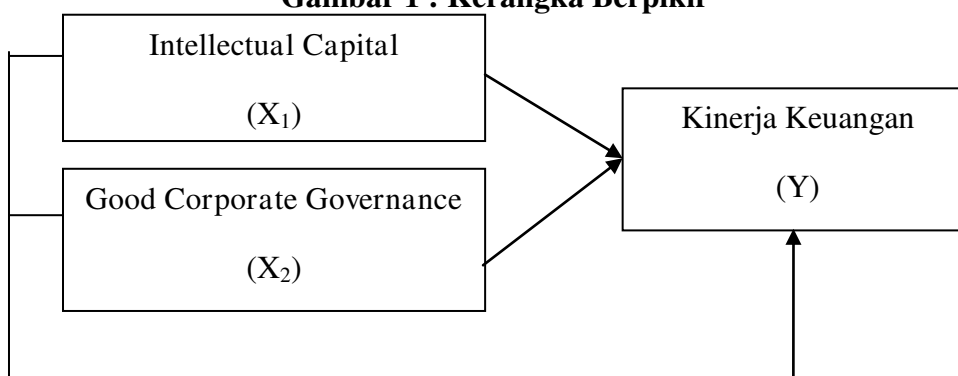 Gambar 1 : Kerangka Berpikir
Intellectual Capital
(X₁)
Kinerja Keuangan
(Y)
Good Corporate Governance
(X₂)